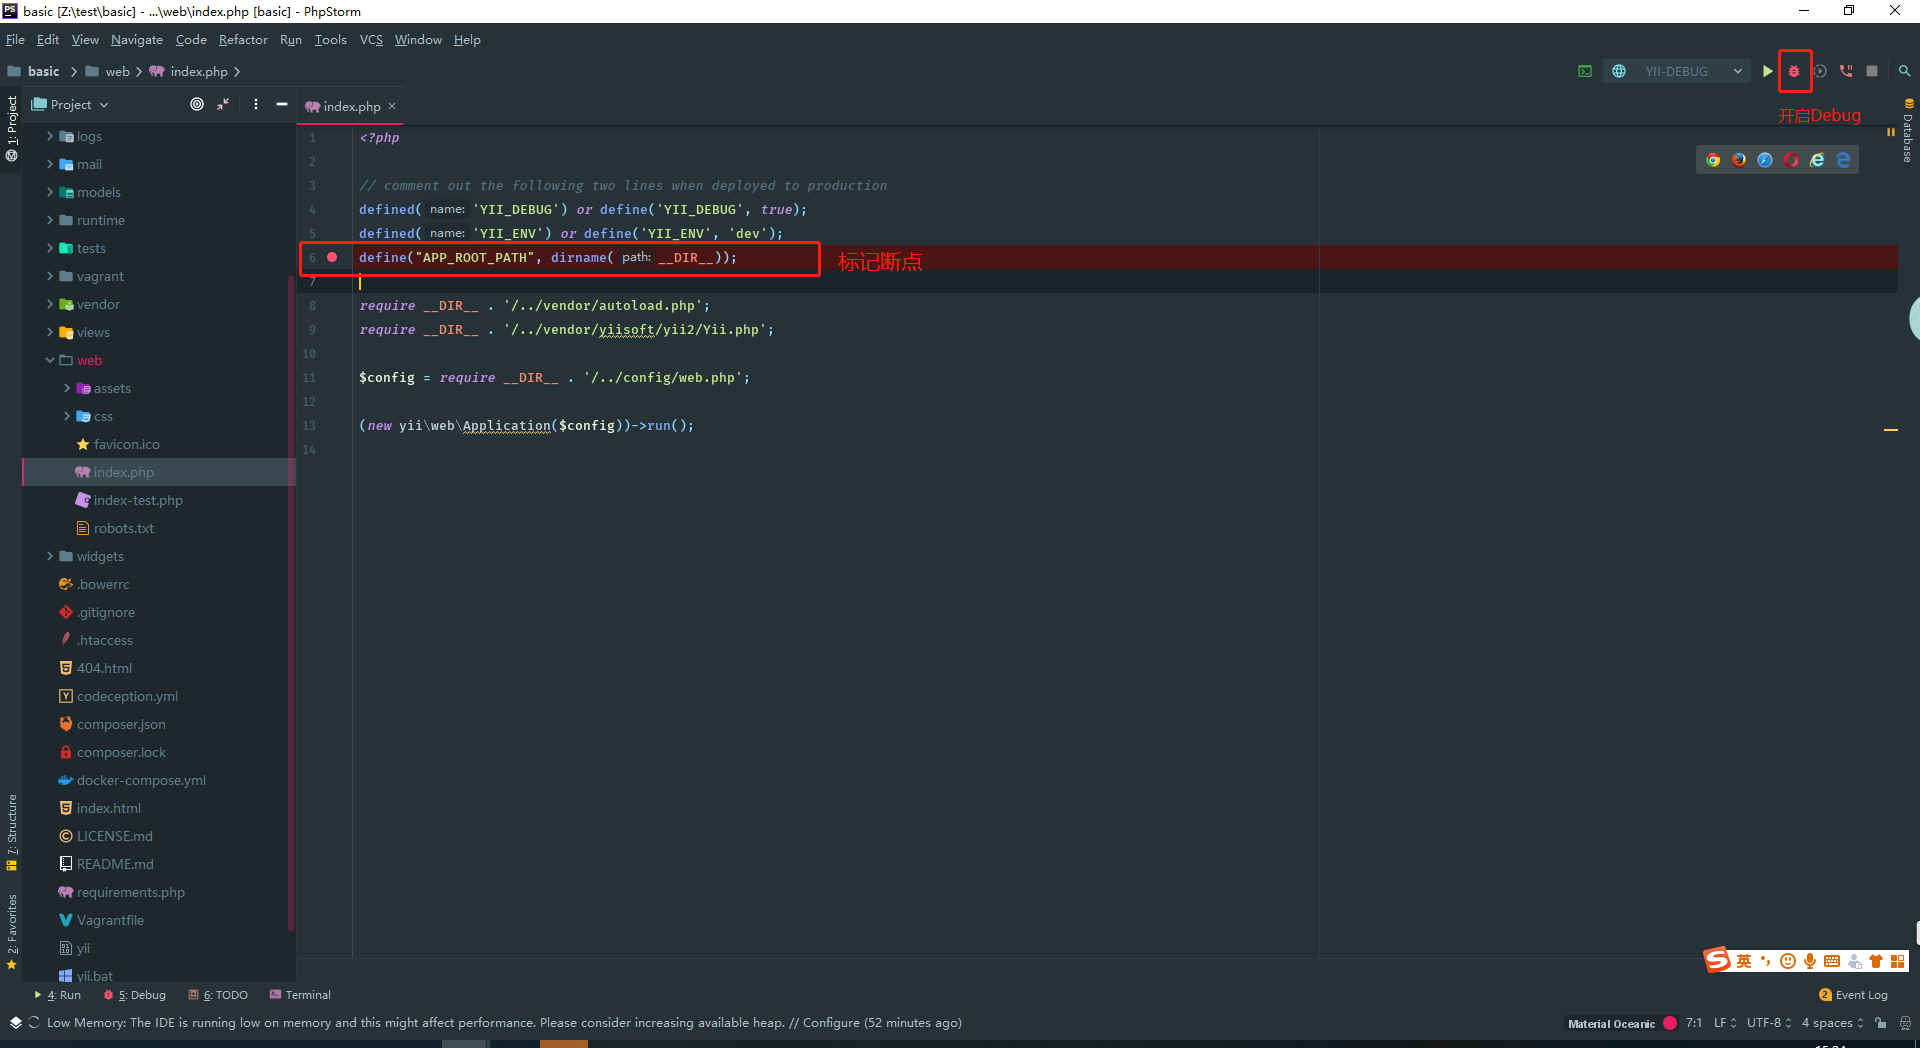 basic [Z:\test\basic] - ...\web\index.php [basic] - PhpStorm
File Edit View Navigate Code Refactor Run Tools VCS Window Help
basic web index.php
YII-DEBUG
开启Debug
1: Project
Project
index.php
Database
logs
mail
models
runtime
tests
vagrant
vendor
views
web
assets
css
favicon.ico
index.php
index-test.php
robots.txt
widgets
.bowerrc
.gitignore
.htaccess
404.html
codeception.yml
composer.json
composer.lock
docker-compose.yml
index.html
LICENSE.md
README.md
requirements.php
Vagrantfile
yii
yii.bat
7: Structure
2: Favorites
1 <?php
2
3 // comment out the following two lines when deployed to production
4 defined( name: 'YII_DEBUG') or define('YII_DEBUG', true);
5 defined( name: 'YII_ENV') or define('YII_ENV', 'dev');
6 define("APP_ROOT_PATH", dirname( path: __DIR__));
标记断点
7
8 require __DIR__ . '/../vendor/autoload.php';
9 require __DIR__ . '/../vendor/yiisoft/yii2/Yii.php';
10
11 $config = require __DIR__ . '/../config/web.php';
12
13 (new yii\web\Application($config))->run();
14
英
4: Run 5: Debug 6: TODO Terminal
2 Event Log
Low Memory: The IDE is running low on memory and this might affect performance. Please consider increasing available heap. // Configure (52 minutes ago)
Material Oceanic 7:1 LF UTF-8 4 spaces